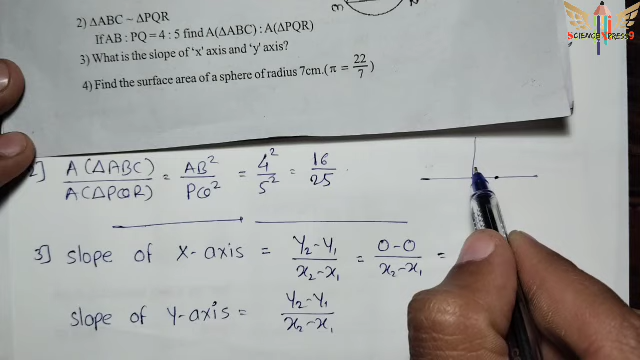 SCIENCEXPRESS9
2) ΔABC ~ ΔPQR
If AB : PQ = 4 : 5 find A(ΔABC) : A(ΔPQR)
3) What is the slope of 'x' axis and 'y' axis?
4) Find the surface area of a sphere of radius 7cm.(π = 22/7)
2] A(ΔABC)/A(ΔPQR) = AB²/PQ² = 4²/5² = 16/25
3] slope of X-axis = (Y₂-Y₁)/(x₂-x₁) = (0-0)/(x₂-x₁) =
slope of Y-axis = (Y₂-Y₁)/(x₂-x₁)